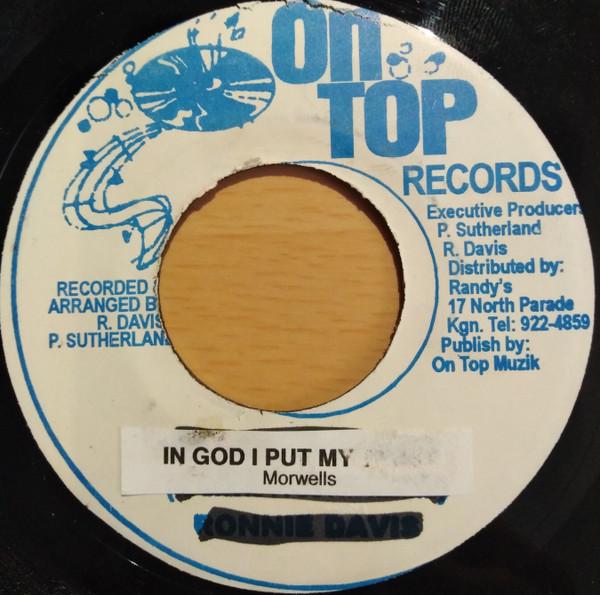 On
TOP
RECORDS
Executive Producers
P. Sutherland
R. Davis
Distributed by:
Randy's
17 North Parade
Kgn. Tel: 922-4859
Publish by:
On Top Muzik
RECORDED
ARRANGED B
R. DAVIS
P. SUTHERLAND
IN GOD I PUT MY
Morwells
RONNIE DAVIS